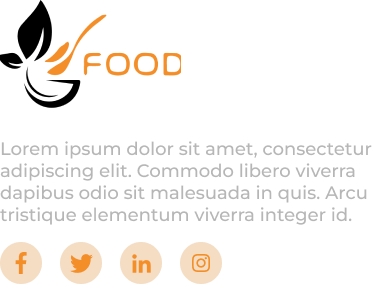 FOOD
Lorem ipsum dolor sit amet, consectetur
adipiscing elit. Commodo libero viverra
dapibus odio sit malesuada in quis. Arcu
tristique elementum viverra integer id.